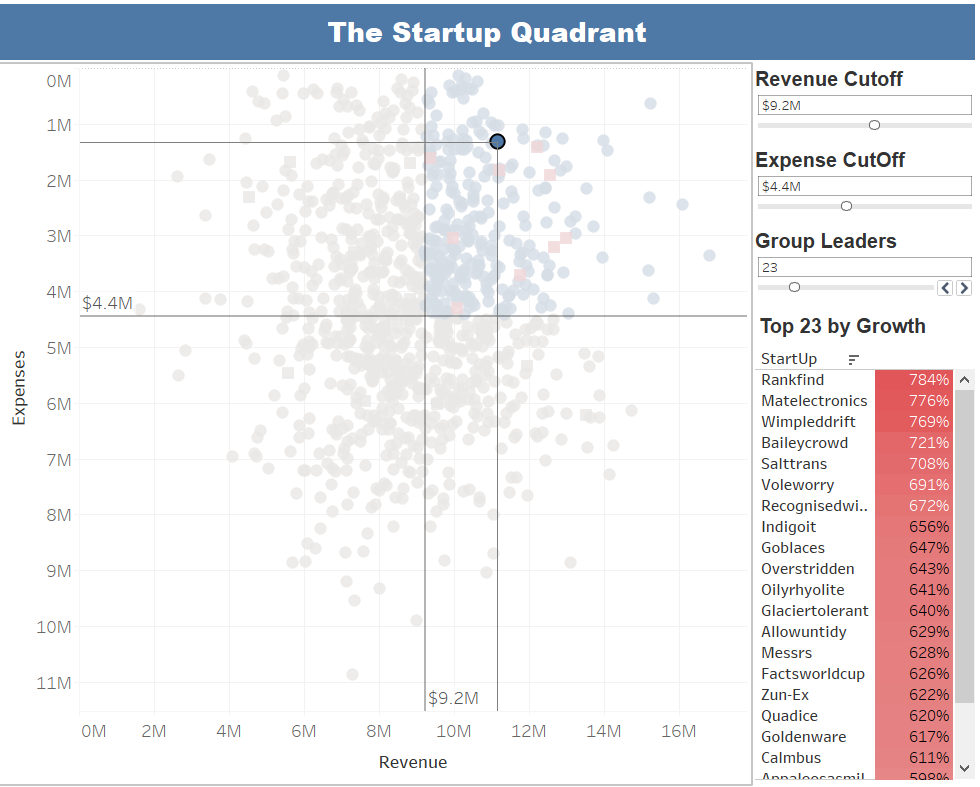 The Startup Quadrant
0M
1M
2M
3M
4M
5M
6M
7M
8M
9M
10M
11M
Expenses
$4.4M
$9.2M
0M 2M 4M 6M 8M 10M 12M 14M 16M
Revenue
Revenue Cutoff
$9.2M
Expense CutOff
$4.4M
Group Leaders
23
Top 23 by Growth
StartUp
Rankfind 784%
Matelectronics 776%
Wimpleddrift 769%
Baileycrowd 721%
Salttrans 708%
Voleworry 691%
Recognisedwi.. 672%
Indigoit 656%
Goblaces 647%
Overstridden 643%
Oilyrhyolite 641%
Glaciertolerant 640%
Allowuntidy 629%
Messrs 628%
Factsworldcup 626%
Zun-Ex 622%
Quadice 620%
Goldenware 617%
Calmbus 611%
598%